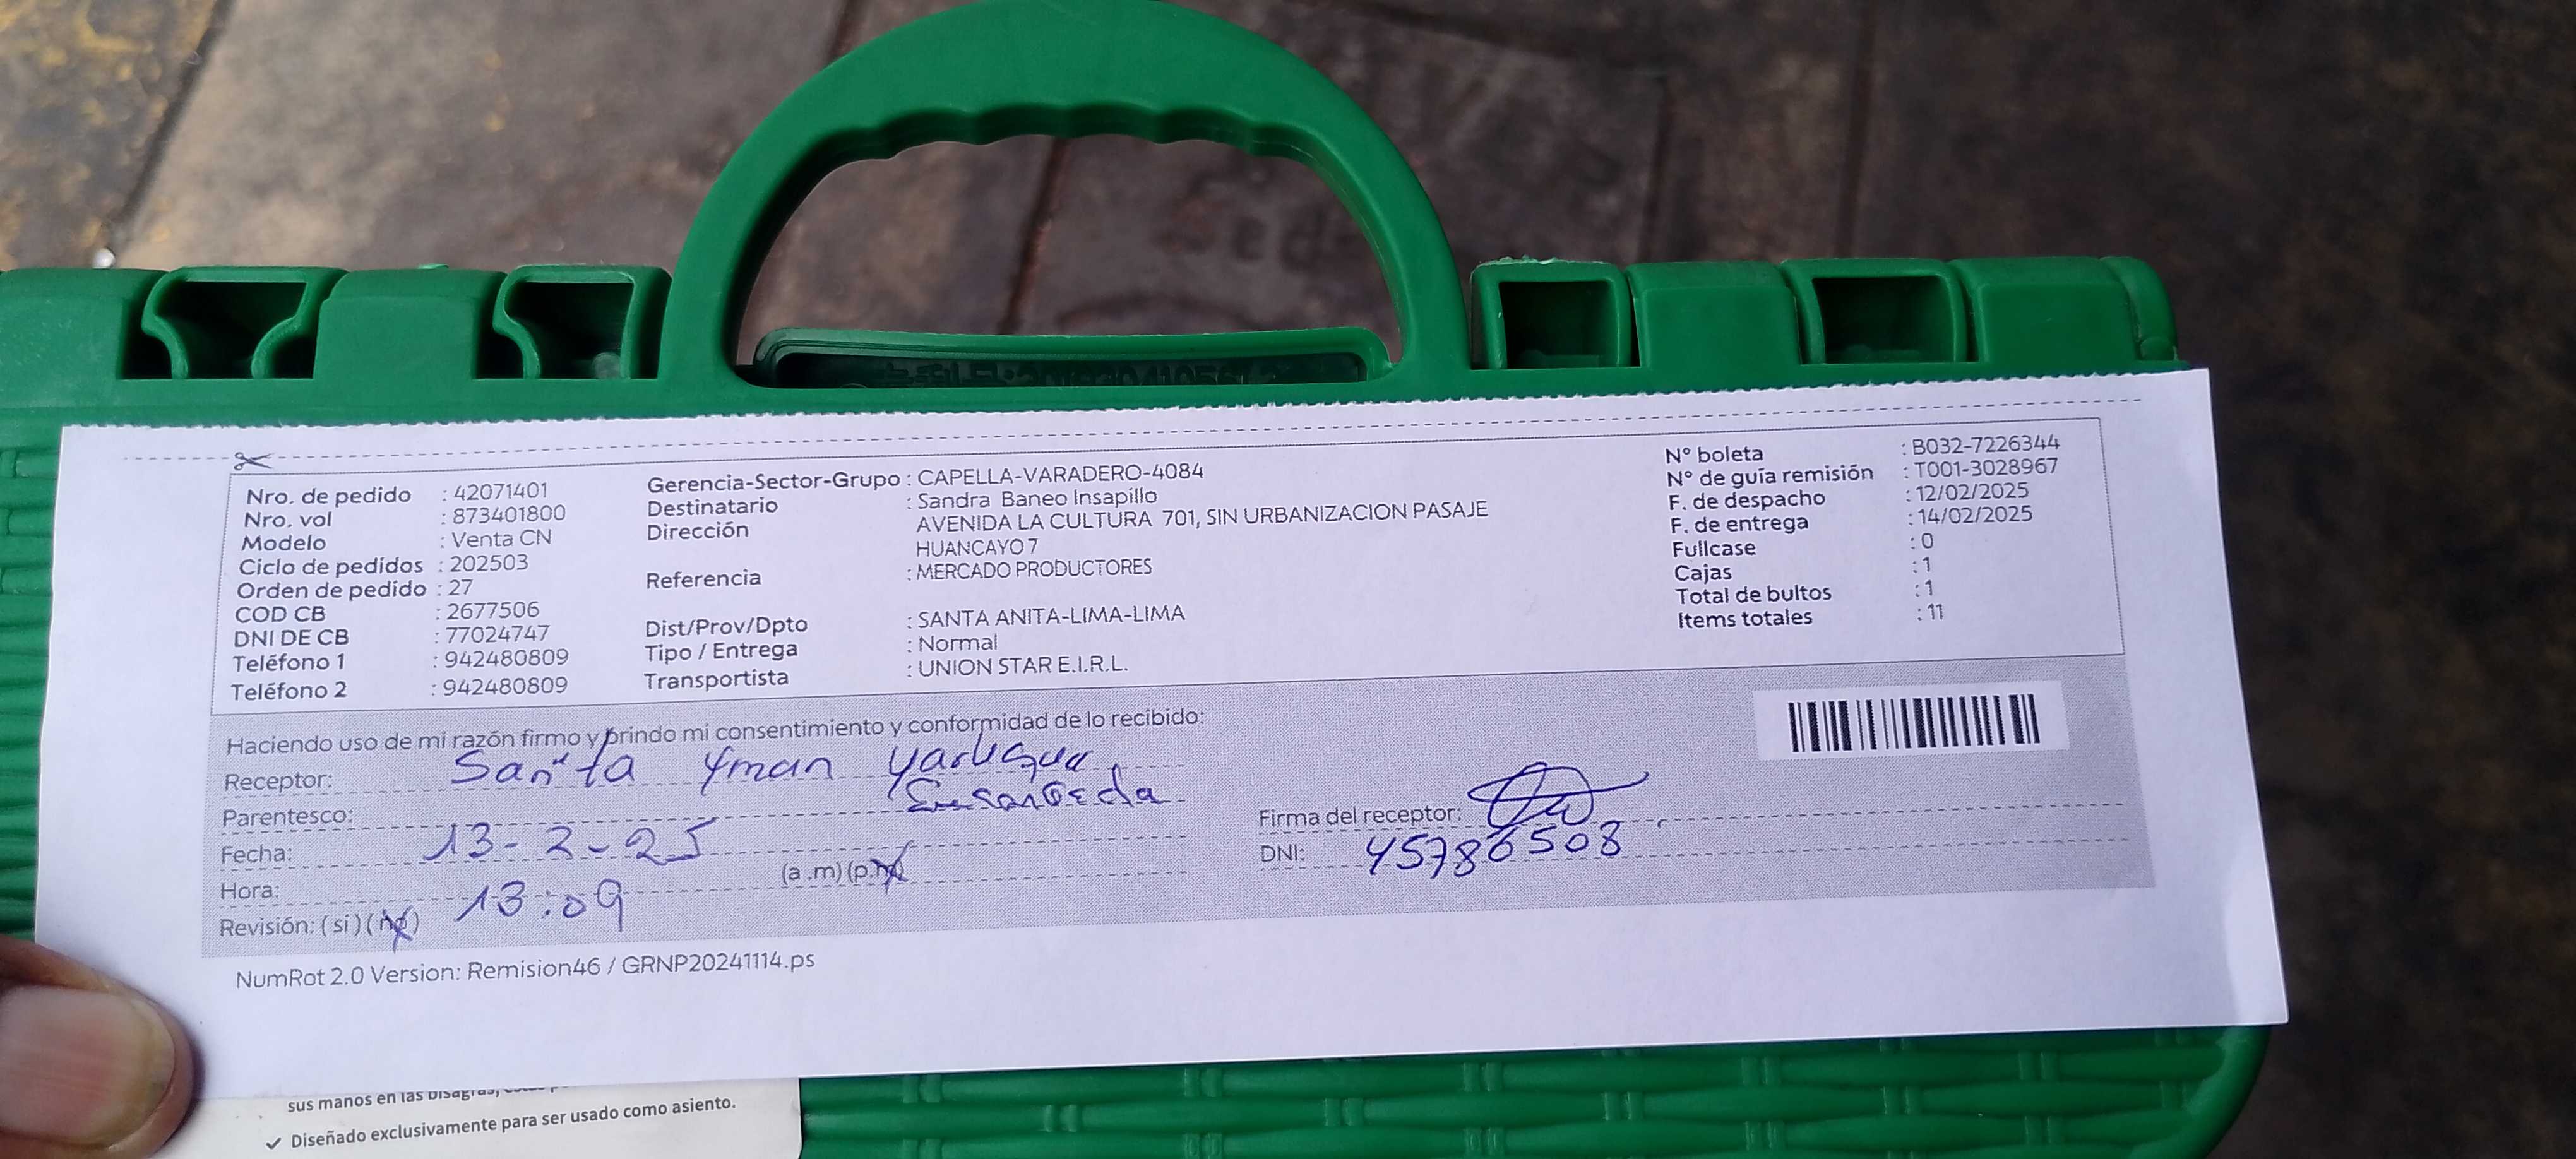 Nro. de pedido : 42071401
Nro. vol : 873401800
Modelo : Venta CN
Ciclo de pedidos : 202503
Orden de pedido : 27
COD CB : 2677506
DNI DE CB : 77024747
Teléfono 1 : 942480809
Teléfono 2 : 942480809
Gerencia-Sector-Grupo : CAPELLA-VARADERO-4084
Destinatario : Sandra Baneo Insapillo
Dirección AVENIDA LA CULTURA 701, SIN URBANIZACION PASAJE
HUANCAYO 7
Referencia : MERCADO PRODUCTORES
Dist/Prov/Dpto : SANTA ANITA-LIMA-LIMA
Tipo / Entrega : Normal
Transportista : UNION STAR E.I.R.L.
N° boleta : B032-7226344
N° de guía remisión : T001-3028967
F. de despacho : 12/02/2025
F. de entrega : 14/02/2025
Fullcase : 0
Cajas : 1
Total de bultos : 1
Items totales : 11
Haciendo uso de mi razón firmo y brindo mi consentimiento y conformidad de lo recibido:
Receptor: Santa Yman
Parentesco:
Fecha: 13-2-25
Hora: 13:09 (a.m) (p.m)
Revisión: (si) (no)
Firma del receptor:
DNI: 45786508
NumRot 2.0 Version: Remision46 / GRNP20241114.ps
sus manos en las bisagras,
✓ Diseñado exclusivamente para ser usado como asiento.